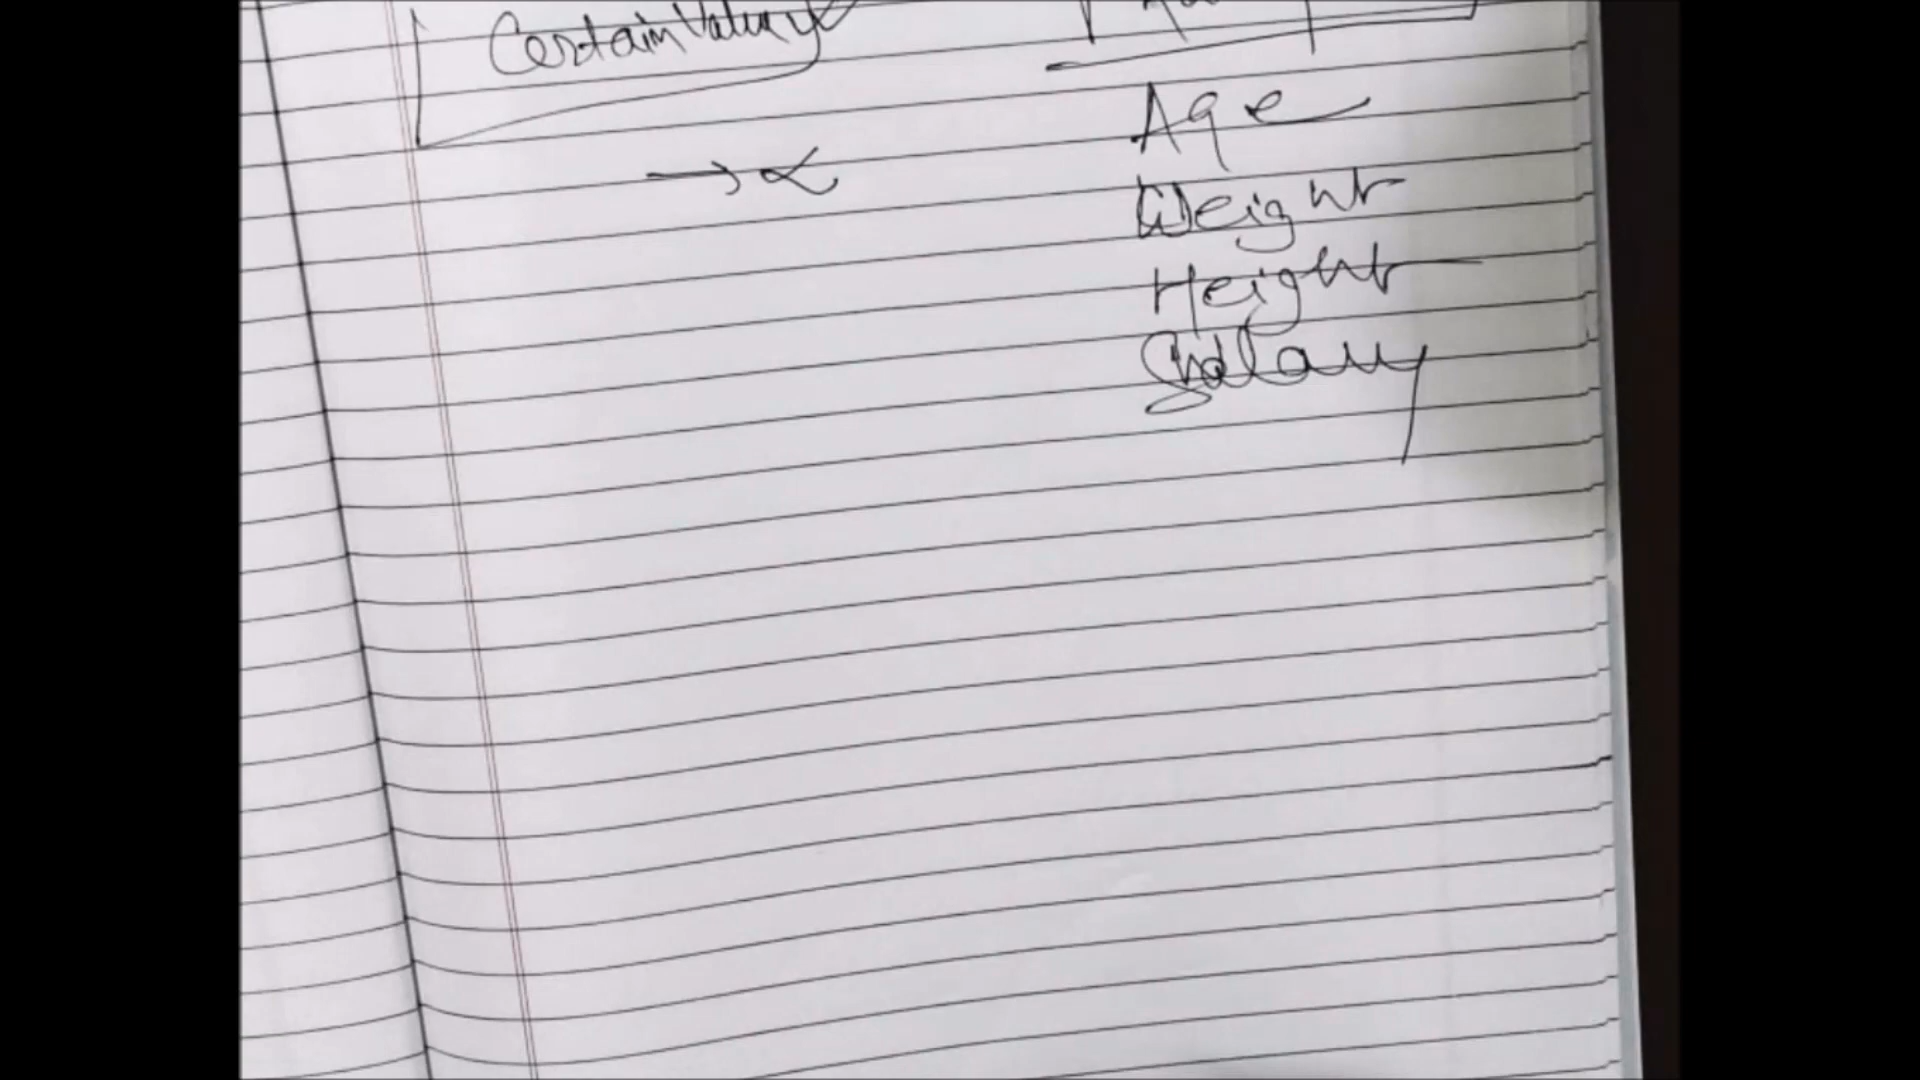 Certain Value
→ ∝
Age
Weight
Height
Salary